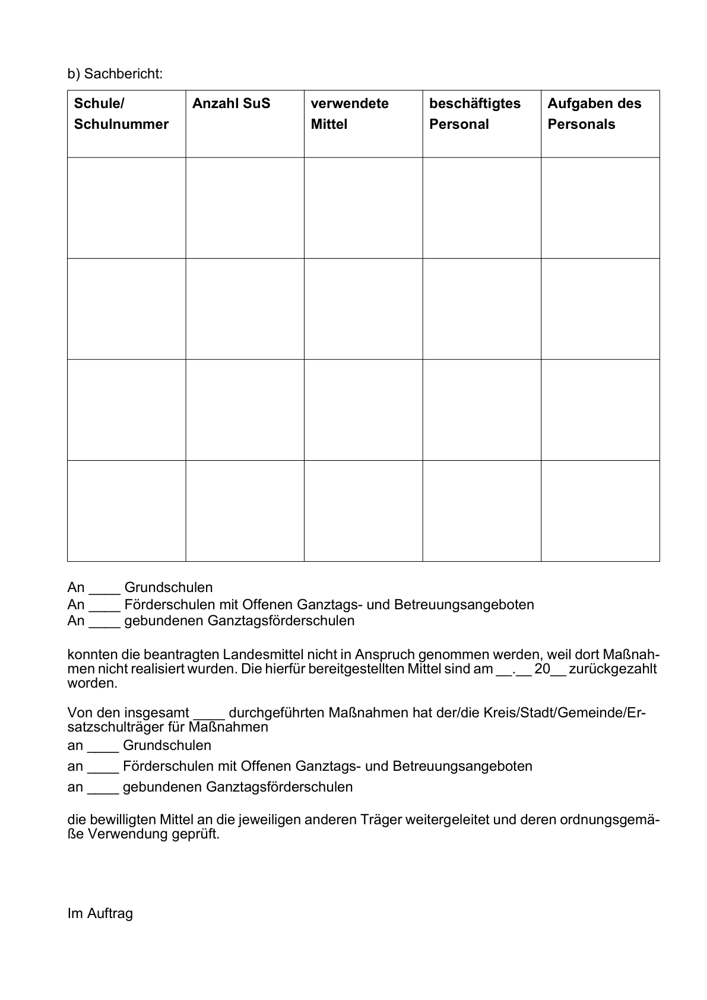 b) Sachbericht:
Schule/
Schulnummer
Anzahl SuS
verwendete
Mittel
beschäftigtes
Personal
Aufgaben des
Personals
An ____ Grundschulen
An ____ Förderschulen mit Offenen Ganztags- und Betreuungsangeboten
An ____ gebundenen Ganztagsförderschulen
konnten die beantragten Landesmittel nicht in Anspruch genommen werden, weil dort Maßnah-
men nicht realisiert wurden. Die hierfür bereitgestellten Mittel sind am __.__ 20__ zurückgezahlt
worden.
Von den insgesamt ____ durchgeführten Maßnahmen hat der/die Kreis/Stadt/Gemeinde/Er-
satzschulträger für Maßnahmen
an ____ Grundschulen
an ____ Förderschulen mit Offenen Ganztags- und Betreuungsangeboten
an ____ gebundenen Ganztagsförderschulen
die bewilligten Mittel an die jeweiligen anderen Träger weitergeleitet und deren ordnungsgemä-
ße Verwendung geprüft.
Im Auftrag